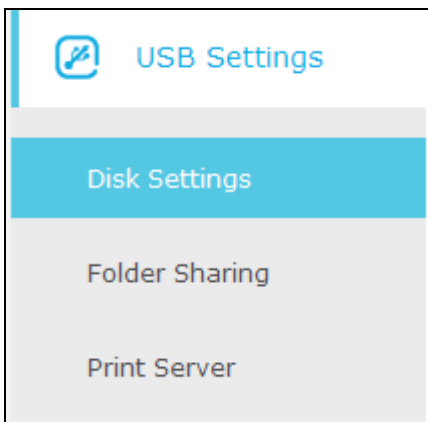 USB Settings
Disk Settings
Folder Sharing
Print Server